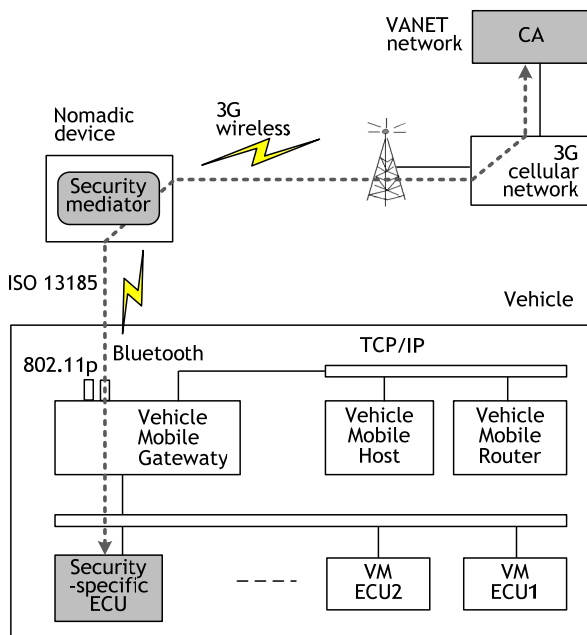 VANET
network
CA
Nomadic
device
3G
wireless
3G
cellular
network
Security
mediator
ISO 13185
Vehicle
802.11p
Bluetooth
TCP/IP
Vehicle
Mobile
Gatewaty
Vehicle
Mobile
Host
Vehicle
Mobile
Router
Security
-specific
ECU
VM
ECU2
VM
ECU1